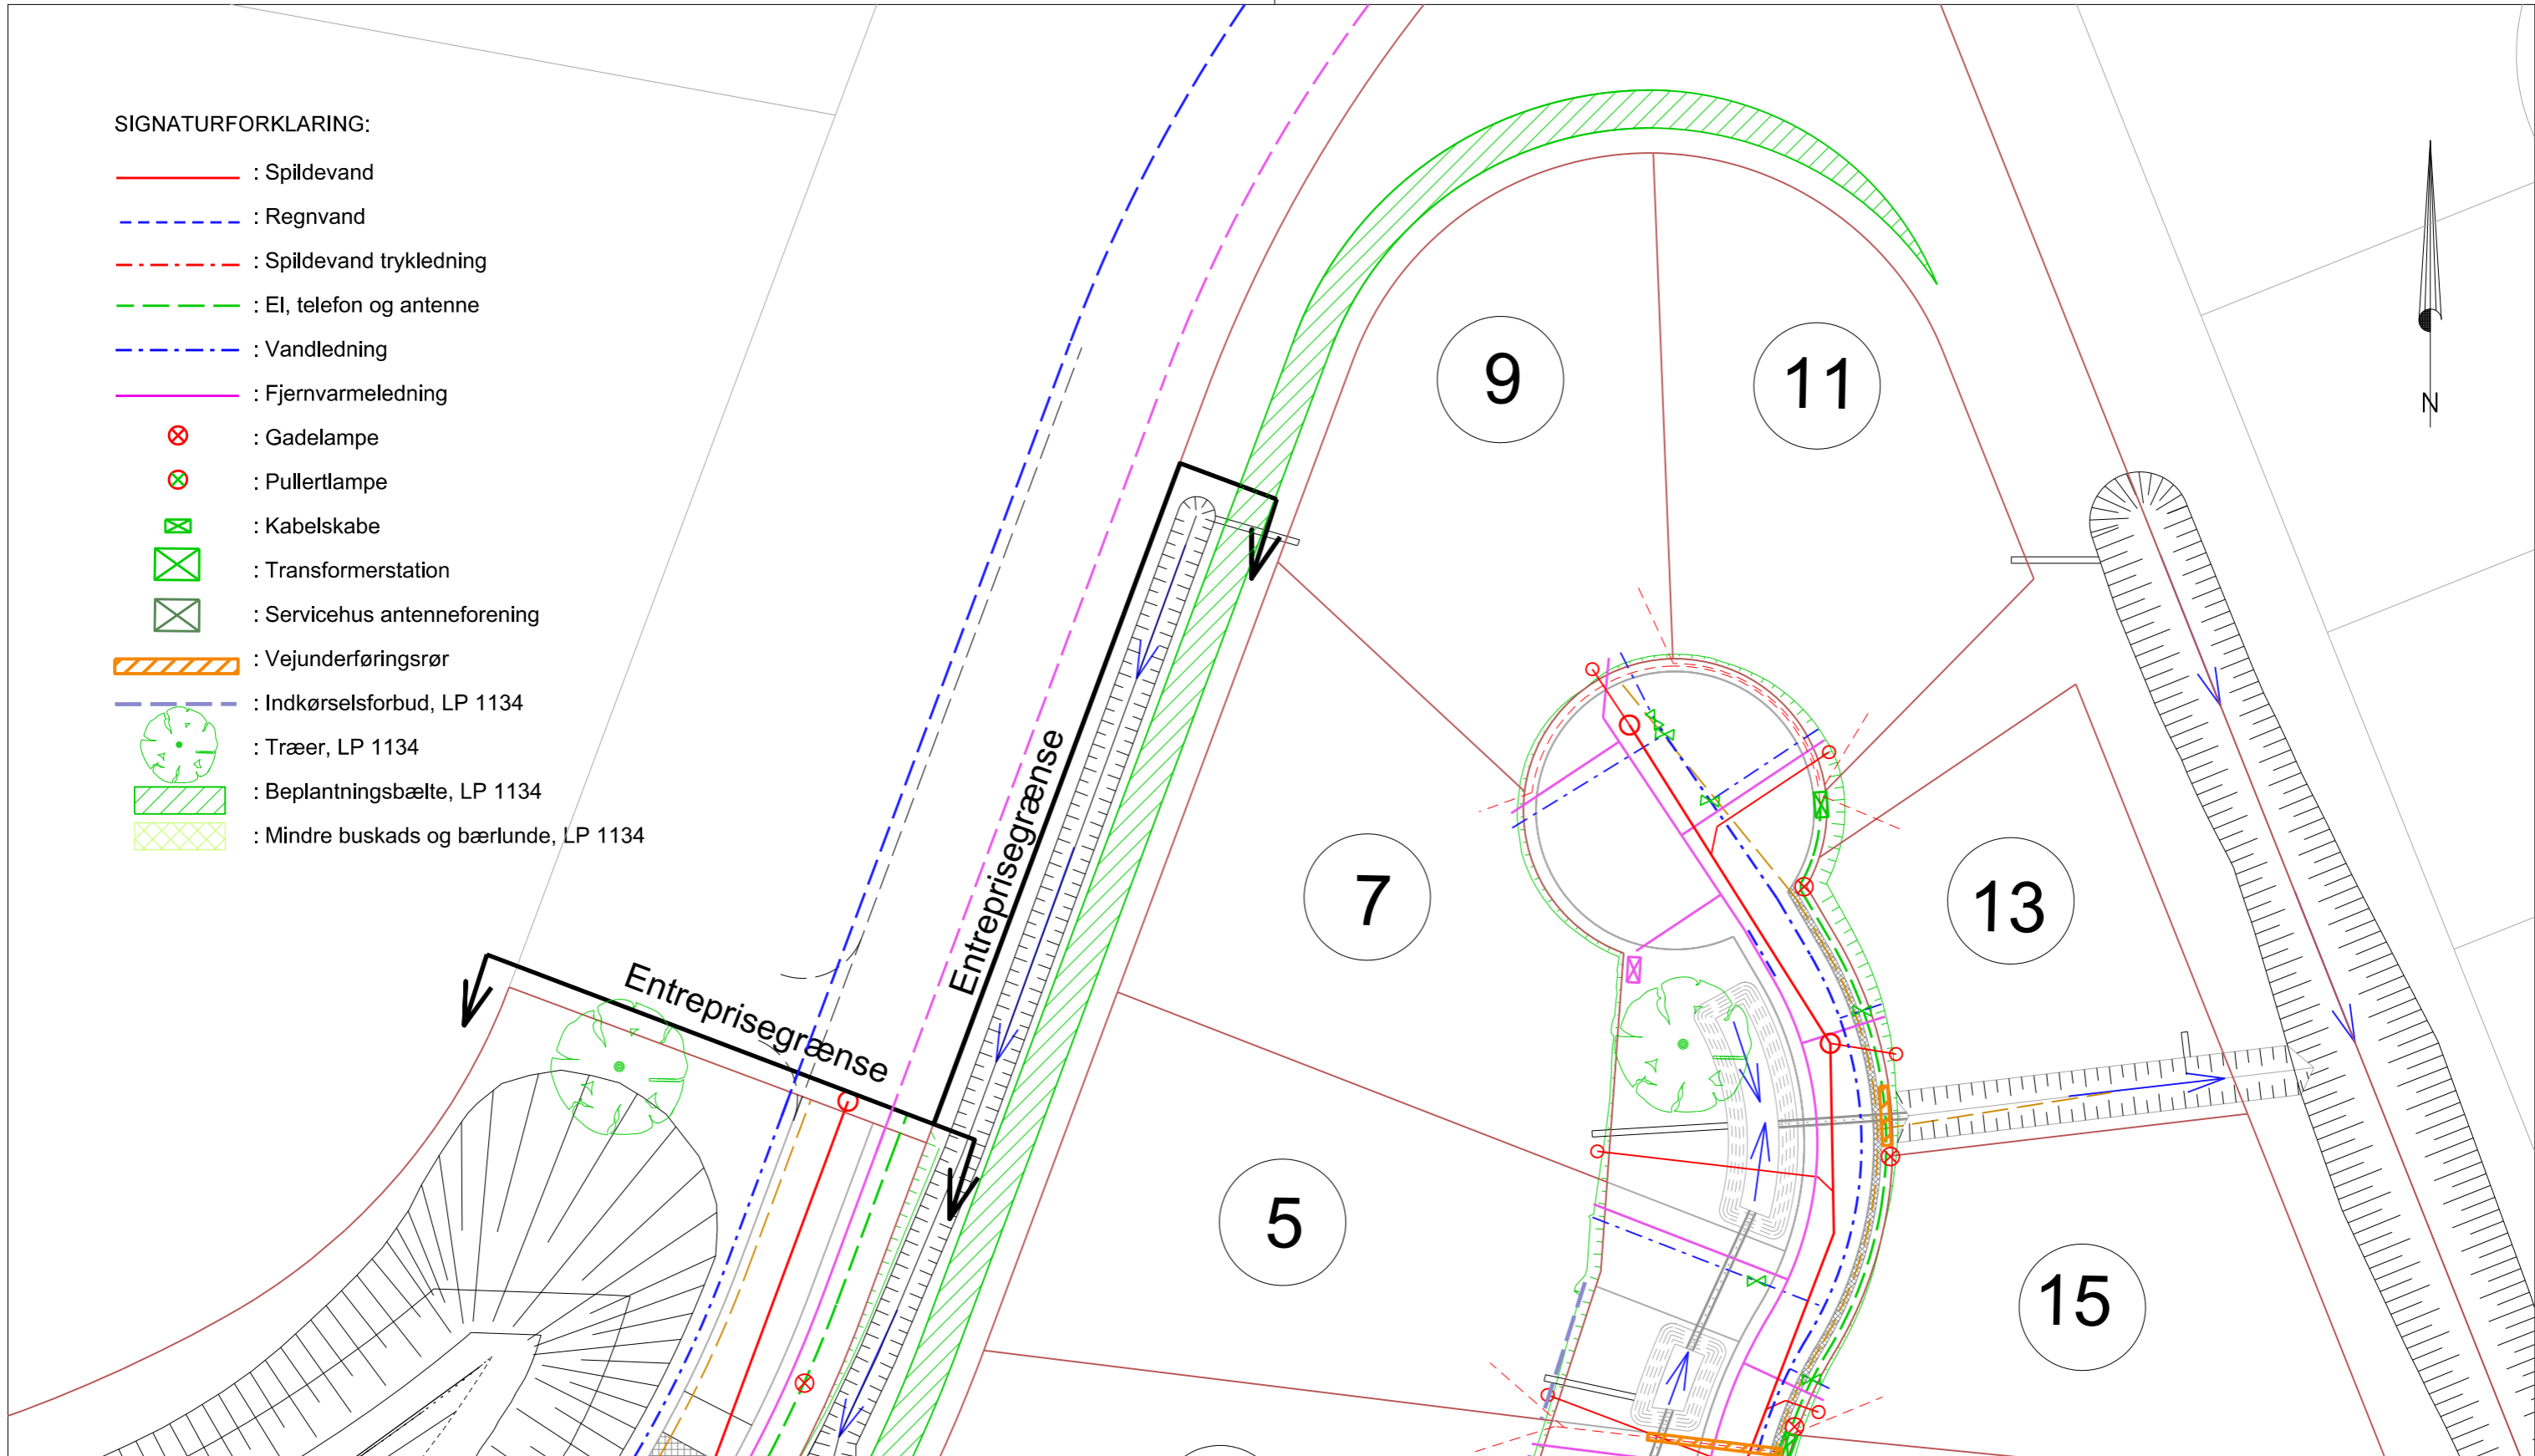 SIGNATURFORKLARING:
: Spildevand
: Regnvand
: Spildevand trykledning
: El, telefon og antenne
: Vandledning
: Fjernvarmeledning
: Gadelampe
: Pullertlampe
: Kabelskabe
: Transformerstation
: Servicehus antenneforening
: Vejunderføringsrør
: Indkørselsforbud, LP 1134
: Træer, LP 1134
: Beplantningsbælte, LP 1134
: Mindre buskads og bærlunde, LP 1134
N
9
11
7
13
5
15
Entreprisegrænse
Entreprisegrænse